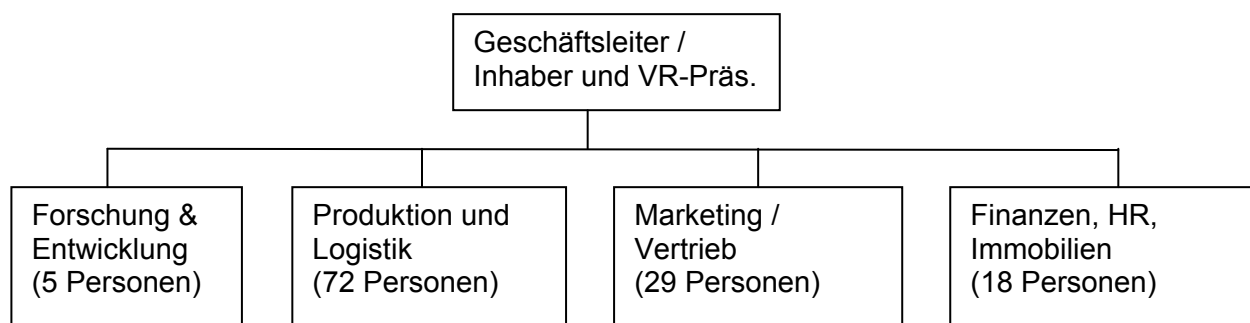 Geschäftsleiter /
Inhaber und VR-Präs.
Forschung &
Entwicklung
(5 Personen)
Produktion und
Logistik
(72 Personen)
Marketing /
Vertrieb
(29 Personen)
Finanzen, HR,
Immobilien
(18 Personen)